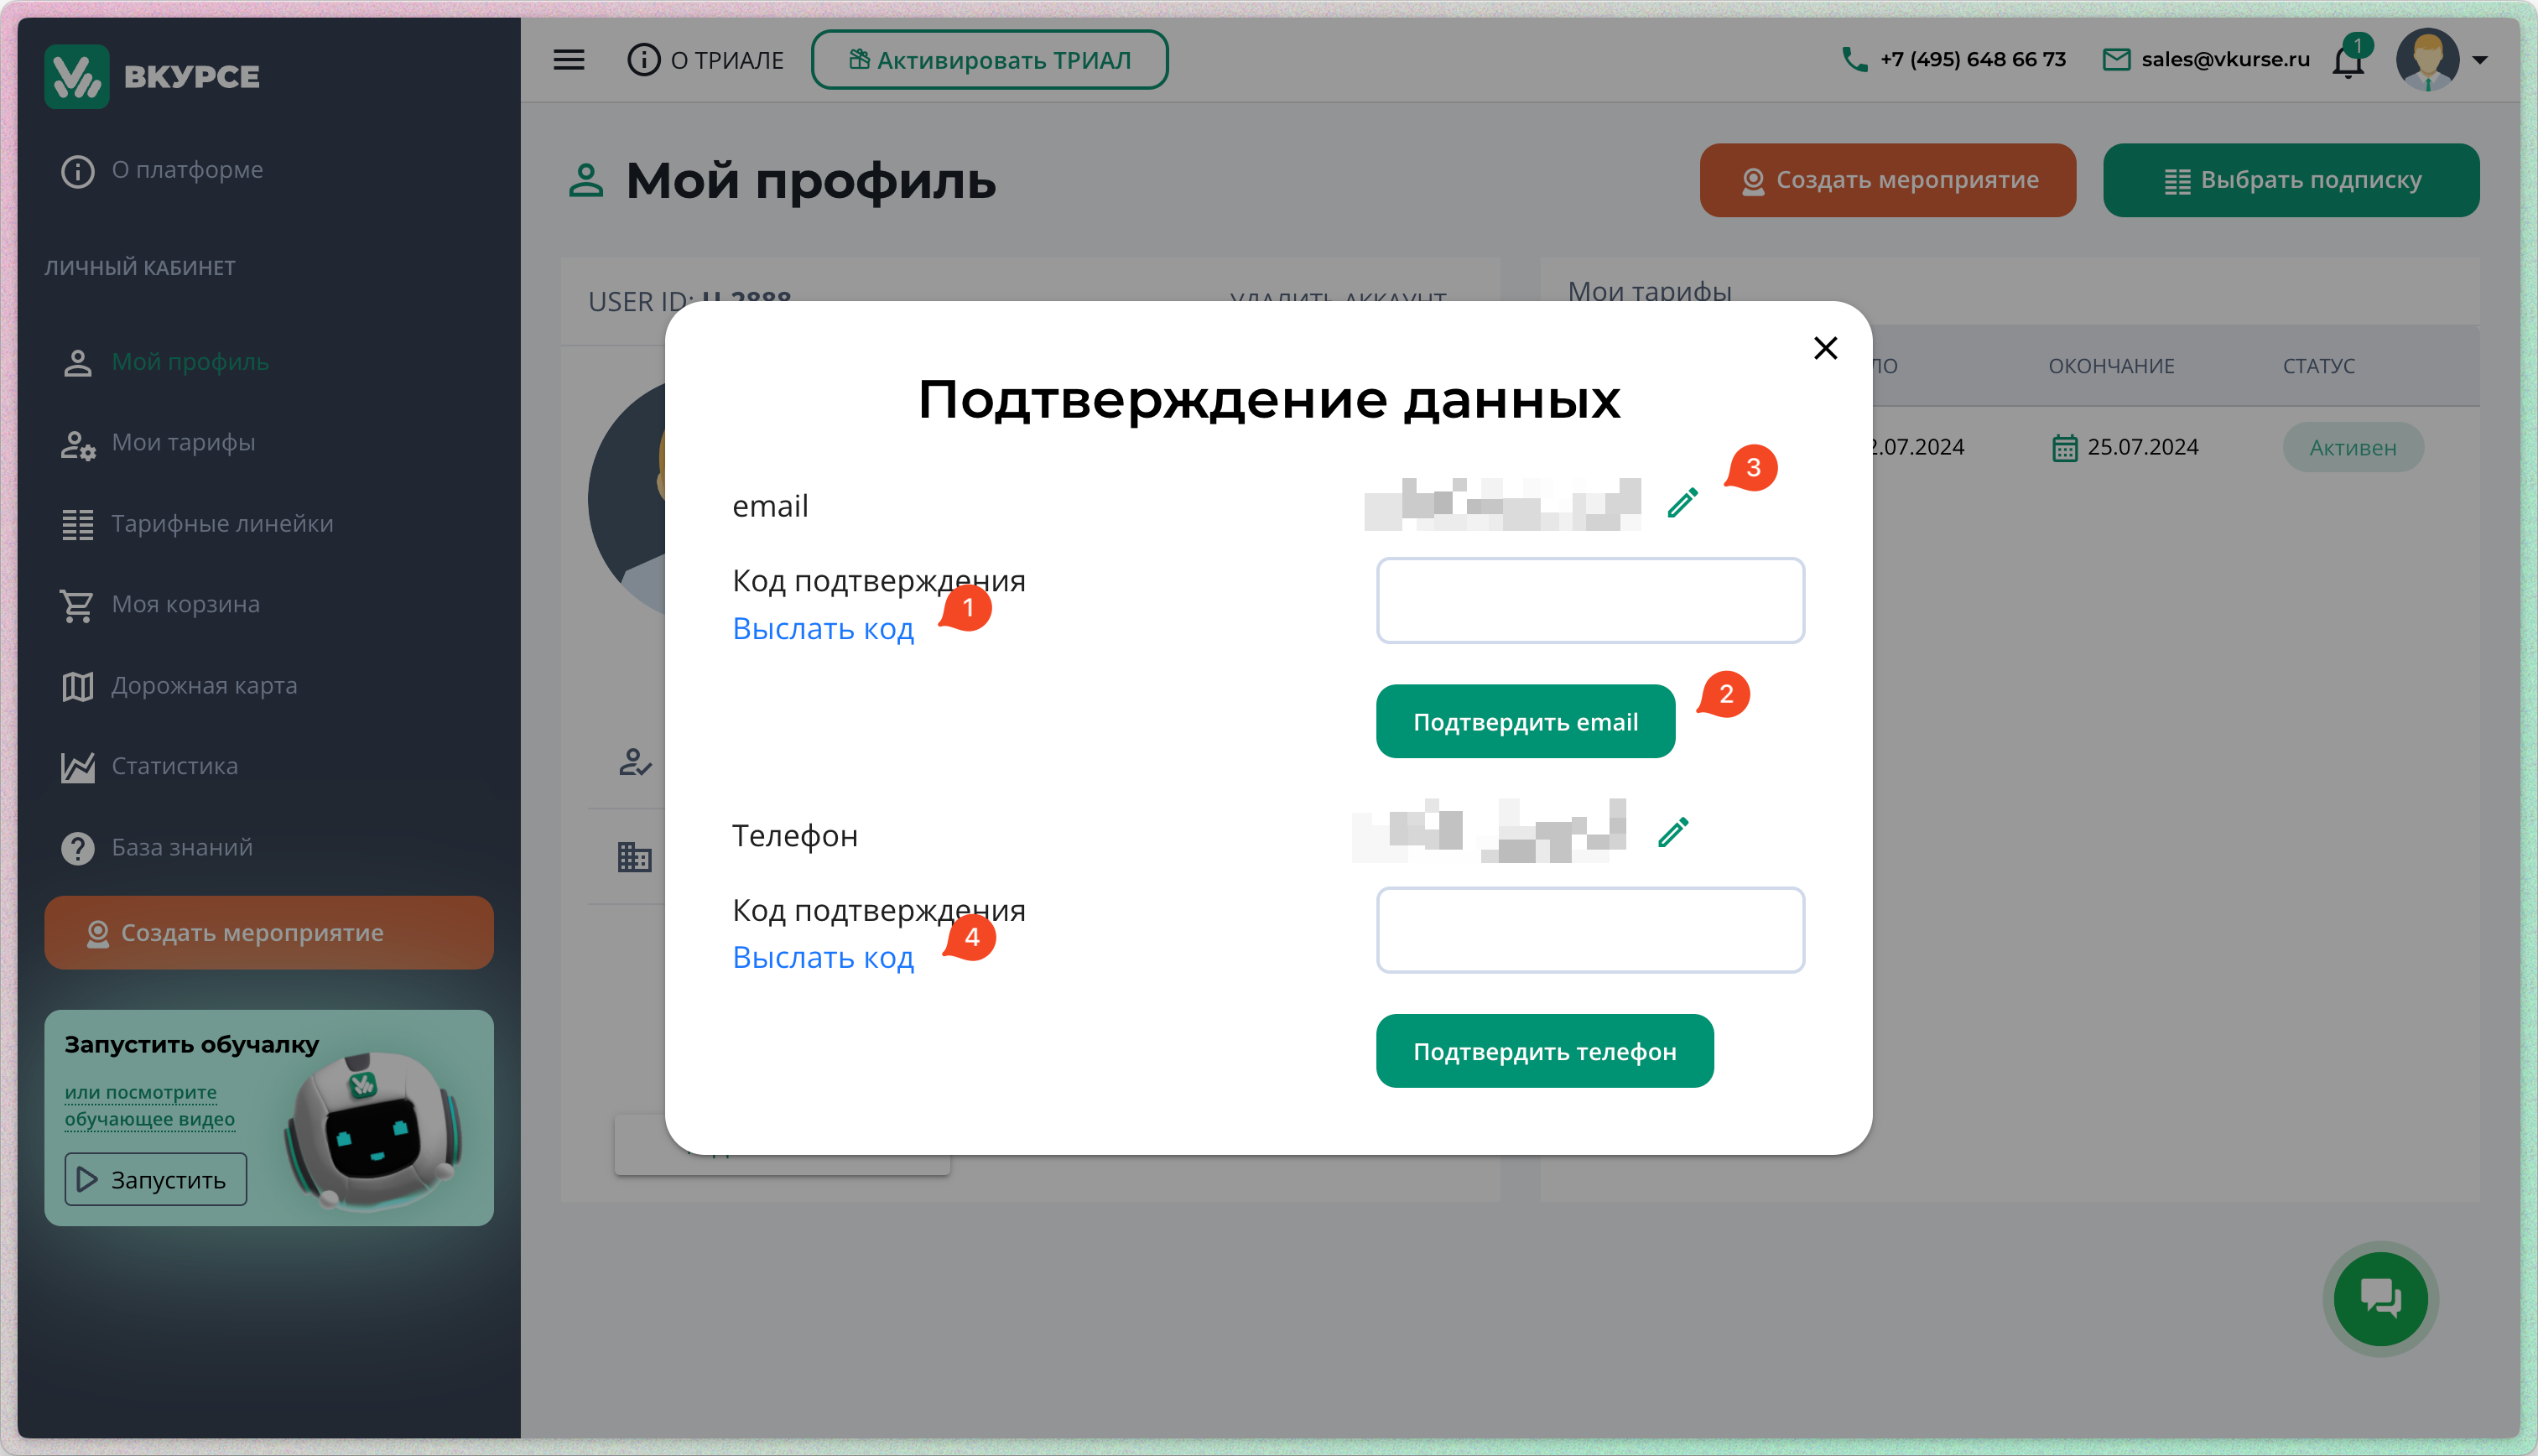 ВКУРСЕ
О платформе
ЛИЧНЫЙ КАБИНЕТ
Мой профиль
Мои тарифы
Тарифные линейки
Моя корзина
Дорожная карта
Статистика
База знаний
Создать мероприятие
Запустить обучалку
или посмотрите
обучающее видео
Запустить
О ТРИАЛЕ
Активировать ТРИАЛ
+7 (495) 648 66 73
sales@vkurse.ru
1
Мой профиль
Создать мероприятие
Выбрать подписку
USER ID: U-2888
УДАЛИТЬ АККАУНТ
Мои тарифы
ЛО
ОКОНЧАНИЕ
СТАТУС
2.07.2024
25.07.2024
Активен
Подтверждение данных
email
3
Код подтверждения
1
Выслать код
2
Подтвердить email
Телефон
Код подтверждения
4
Выслать код
Подтвердить телефон